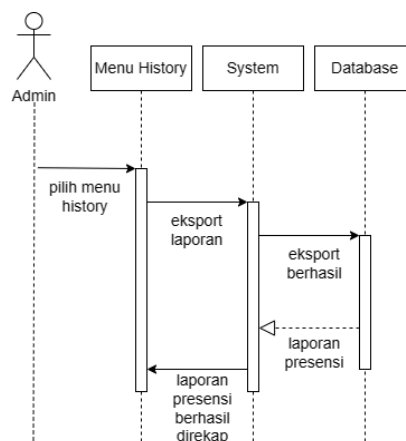 Admin
Menu History
System
Database
pilih menu
history
eksport
laporan
eksport
berhasil
laporan
presensi
laporan
presensi
berhasil
direkap